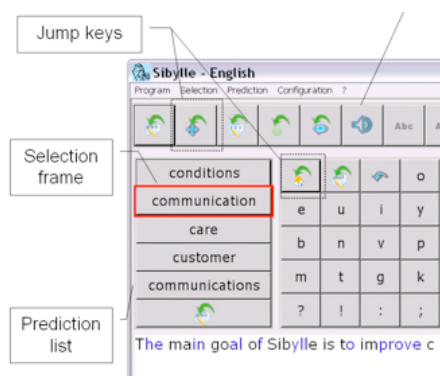 Jump keys
Sibylle - English
Program Selection Prediction Configuration ?
Abc A
Selection
frame
conditions
communication
care
customer
communications
o
e u i y
b n v p
m t g k
? ! : ;
Prediction
list
The main goal of Sibylle is to improve c